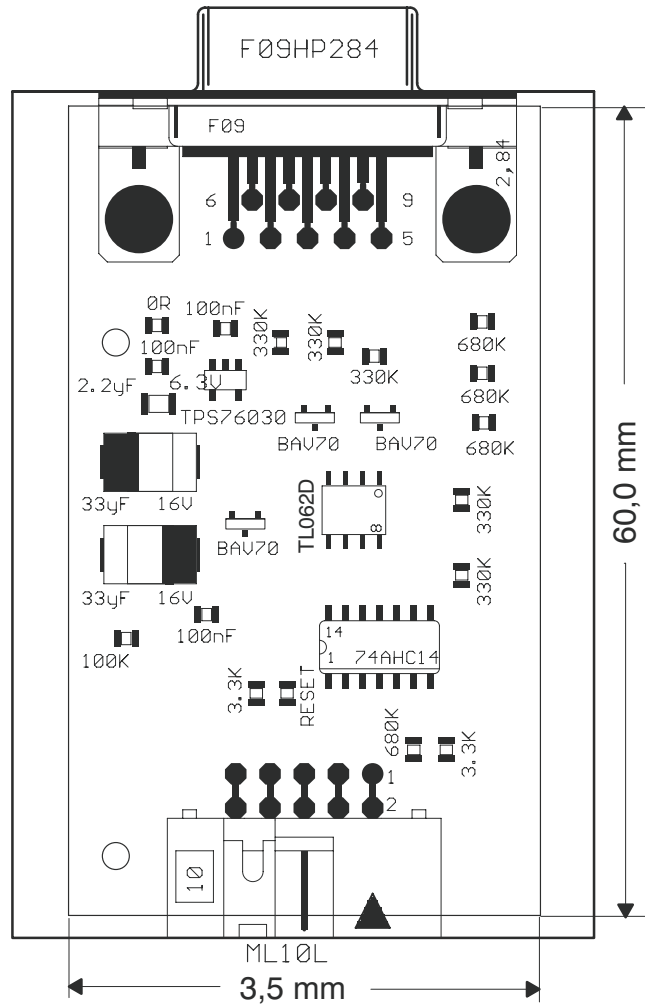 F09HP284
F09
2,84
6
9
1
5
0R
100nF
330K
330K
100nF
330K
680K
2.2yF
6.3V
TPS76030
680K
BAV70
BAV70
680K
33yF
16V
TL062D
8
330K
BAV70
33yF
16V
330K
100nF
100K
14
1
74AHC14
3.3K
RESET
680K
3.3K
1
2
10
ML10L
60,0 mm
3,5 mm